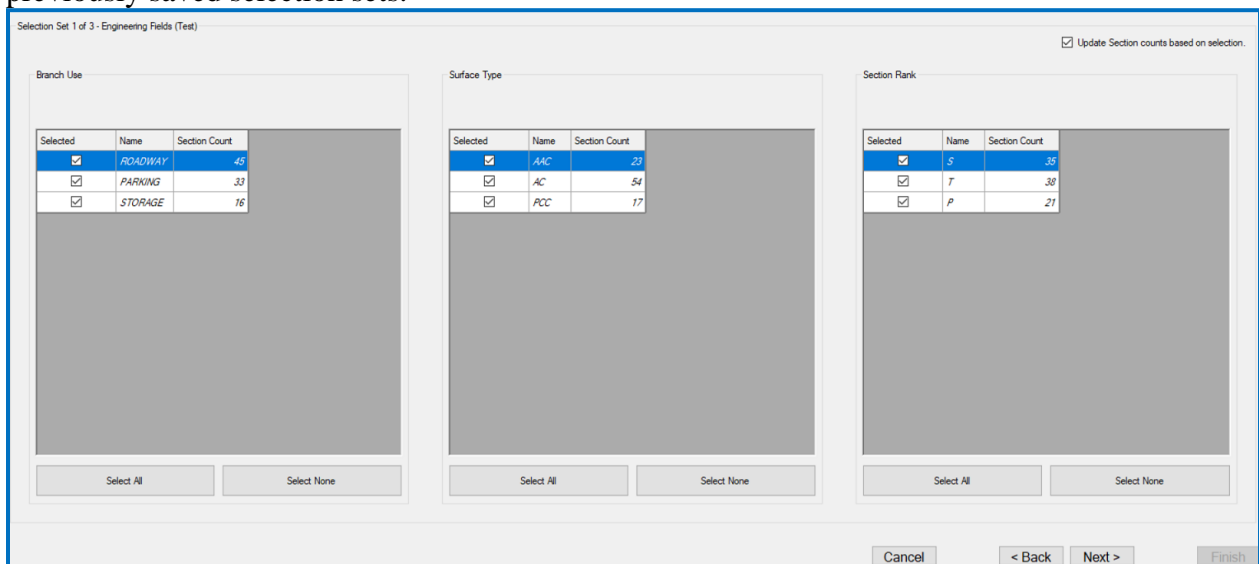 previously saved selection sets.
Selection Set 1 of 3 - Engineering Fields (Test)
Update Section counts based on selection.
Branch Use
Surface Type
Section Rank
Selected Name Section Count
ROADWAY 45
PARKING 33
STORAGE 16
Selected Name Section Count
AAC 23
AC 54
PCC 17
Selected Name Section Count
S 35
T 38
P 21
Select All Select None
Select All Select None
Select All Select None
Cancel < Back Next > Finish